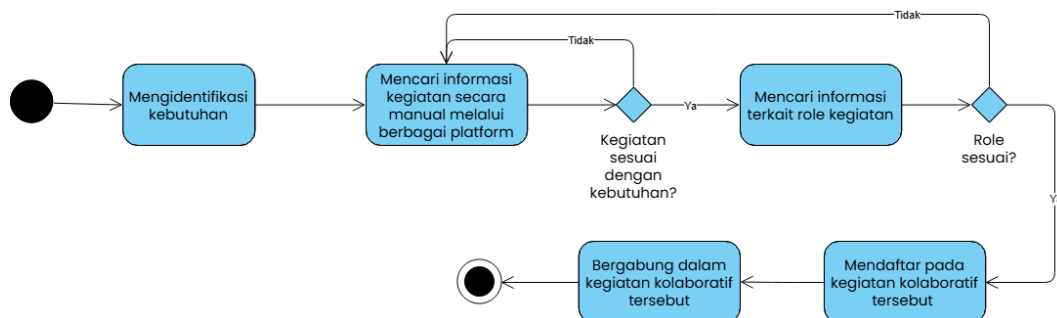 Tidak
Tidak
Mengidentifikasi
kebutuhan
Mencari informasi
kegiatan secara
manual melalui
berbagai platform
Ya
Kegiatan
sesuai
dengan
kebutuhan?
Mencari informasi
terkait role kegiatan
Role
sesuai?
Bergabung dalam
kegiatan kolaboratif
tersebut
Mendaftar pada
kegiatan kolaboratif
tersebut